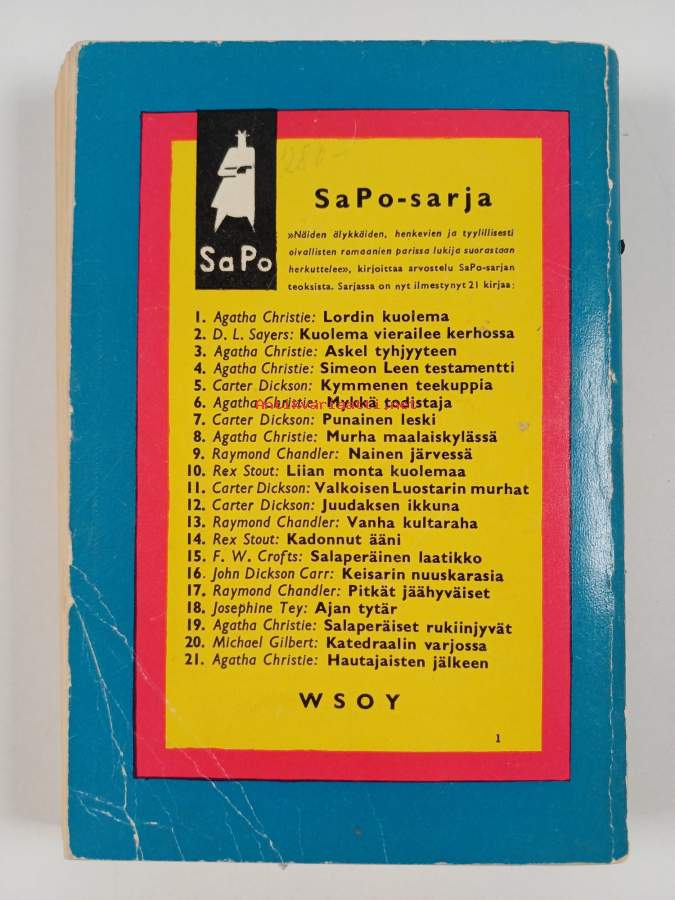 1280-
SaPo-sarja
SaPo
»Näiden älykkäiden, henkevien ja tyylillisesti
oivallisten romaanien parissa lukija suorastaan
herkuttelee», kirjoittaa arvostelu SaPo-sarjan
teoksista. Sarjassa on nyt ilmestynyt 21 kirjaa:
1. Agatha Christie: Lordin kuolema
2. D. L. Sayers: Kuolema vierailee kerhossa
3. Agatha Christie: Askel tyhjyyteen
4. Agatha Christie: Simeon Leen testamentti
5. Carter Dickson: Kymmenen teekuppia
6. Agatha Christie: Mykkä todistaja
Antikvariaatti.net
7. Carter Dickson: Punainen leski
8. Agatha Christie: Murha maalaiskylässä
9. Raymond Chandler: Nainen järvessä
10. Rex Stout: Liian monta kuolemaa
11. Carter Dickson: Valkoisen Luostarin murhat
12. Carter Dickson: Juudaksen ikkuna
13. Raymond Chandler: Vanha kultaraha
14. Rex Stout: Kadonnut ääni
15. F. W. Crofts: Salaperäinen laatikko
16. John Dickson Carr: Keisarin nuuskarasia
17. Raymond Chandler: Pitkät jäähyväiset
18. Josephine Tey: Ajan tytär
19. Agatha Christie: Salaperäiset rukiinjyvät
20. Michael Gilbert: Katedraalin varjossa
21. Agatha Christie: Hautajaisten jälkeen
WSOY
1